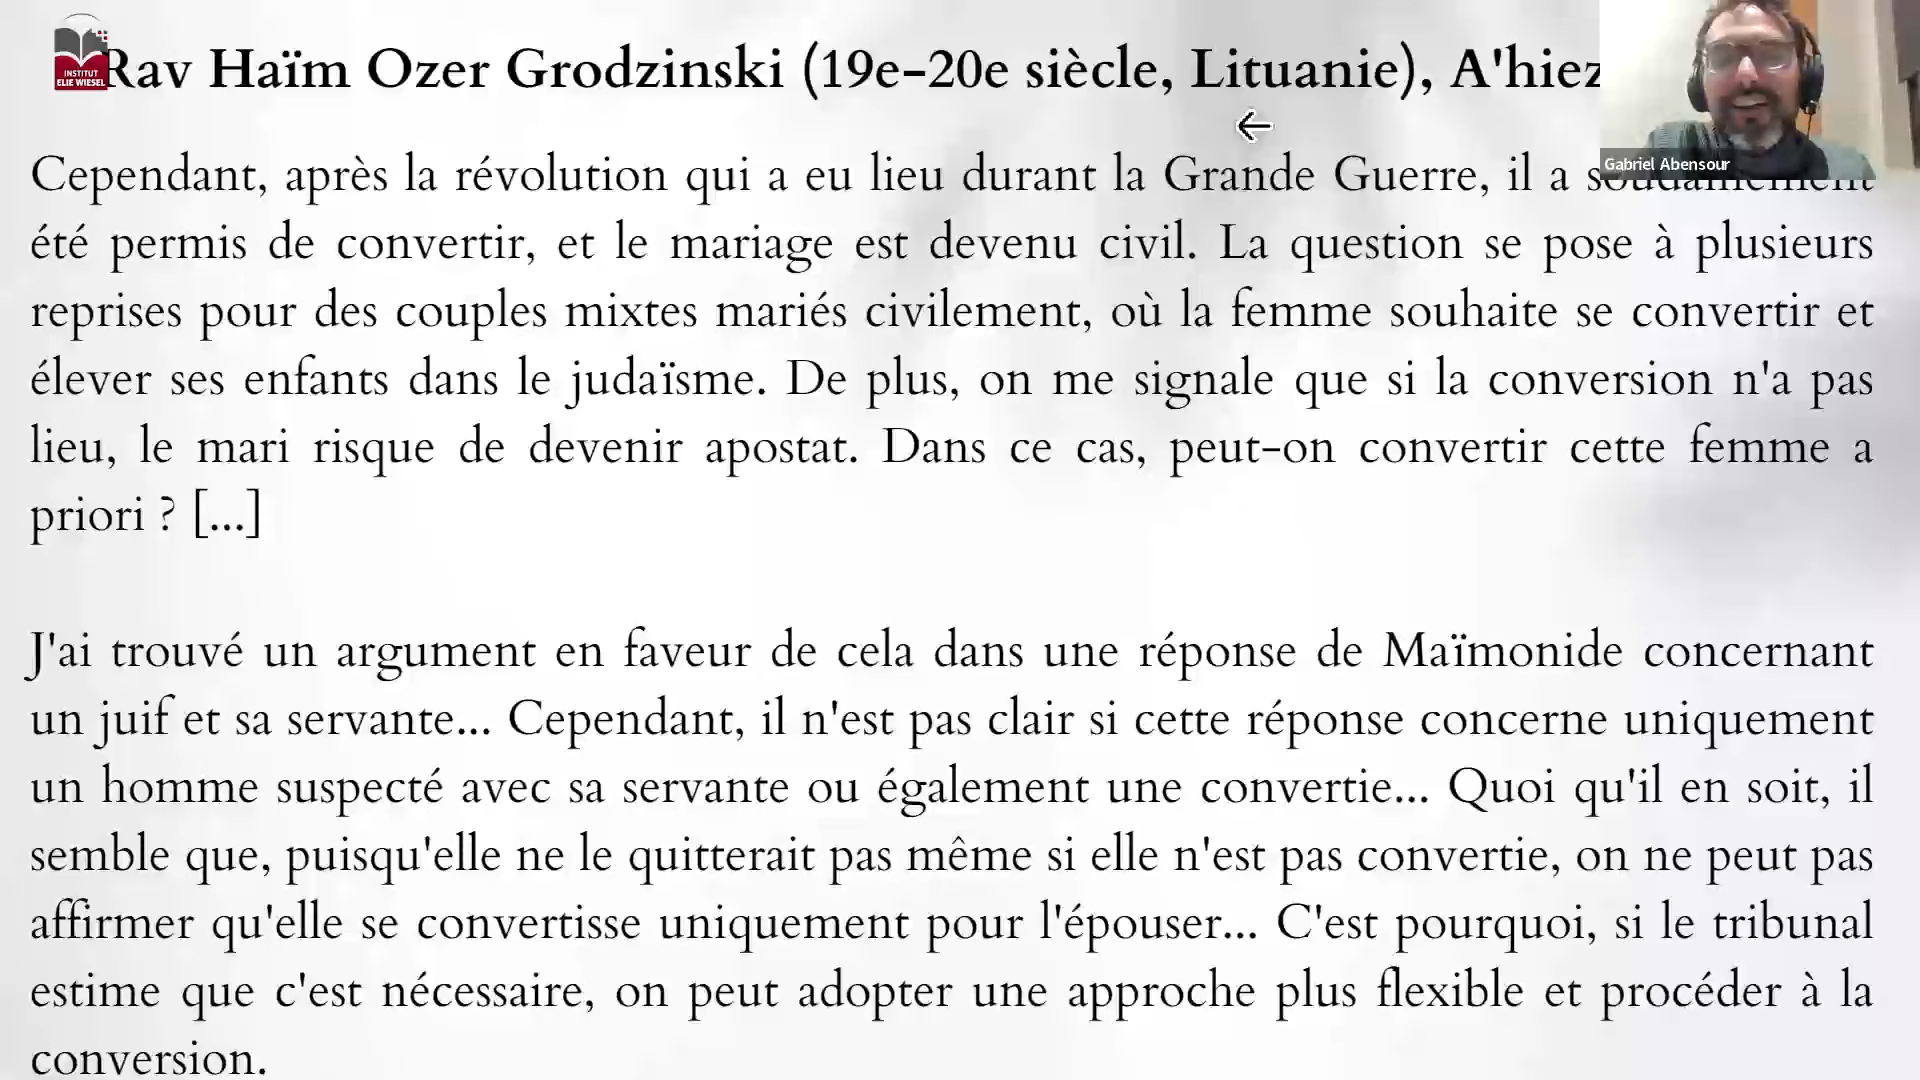 INSTITUT
ELIE WIESEL
Rav Haïm Ozer Grodzinski (19e-20e siècle, Lituanie),
Gabriel Abensour
Cependant, après la révolution qui a eu lieu durant la Grande Guerre, il a soudainement
été permis de convertir, et le mariage est devenu civil. La question se pose à plusieurs
reprises pour des couples mixtes mariés civilement, où la femme souhaite se convertir et
élever ses enfants dans le judaïsme. De plus, on me signale que si la conversion n'a pas
lieu, le mari risque de devenir apostat. Dans ce cas, peut-on convertir cette femme a
priori ? [...]
J'ai trouvé un argument en faveur de cela dans une réponse de Maïmonide concernant
un juif et sa servante... Cependant, il n'est pas clair si cette réponse concerne uniquement
un homme suspecté avec sa servante ou également une convertie... Quoi qu'il en soit, il
semble que, puisqu'elle ne le quitterait pas même si elle n'est pas convertie, on ne peut pas
affirmer qu'elle se convertisse uniquement pour l'épouser... C'est pourquoi, si le tribunal
estime que c'est nécessaire, on peut adopter une approche plus flexible et procéder à la
conversion.